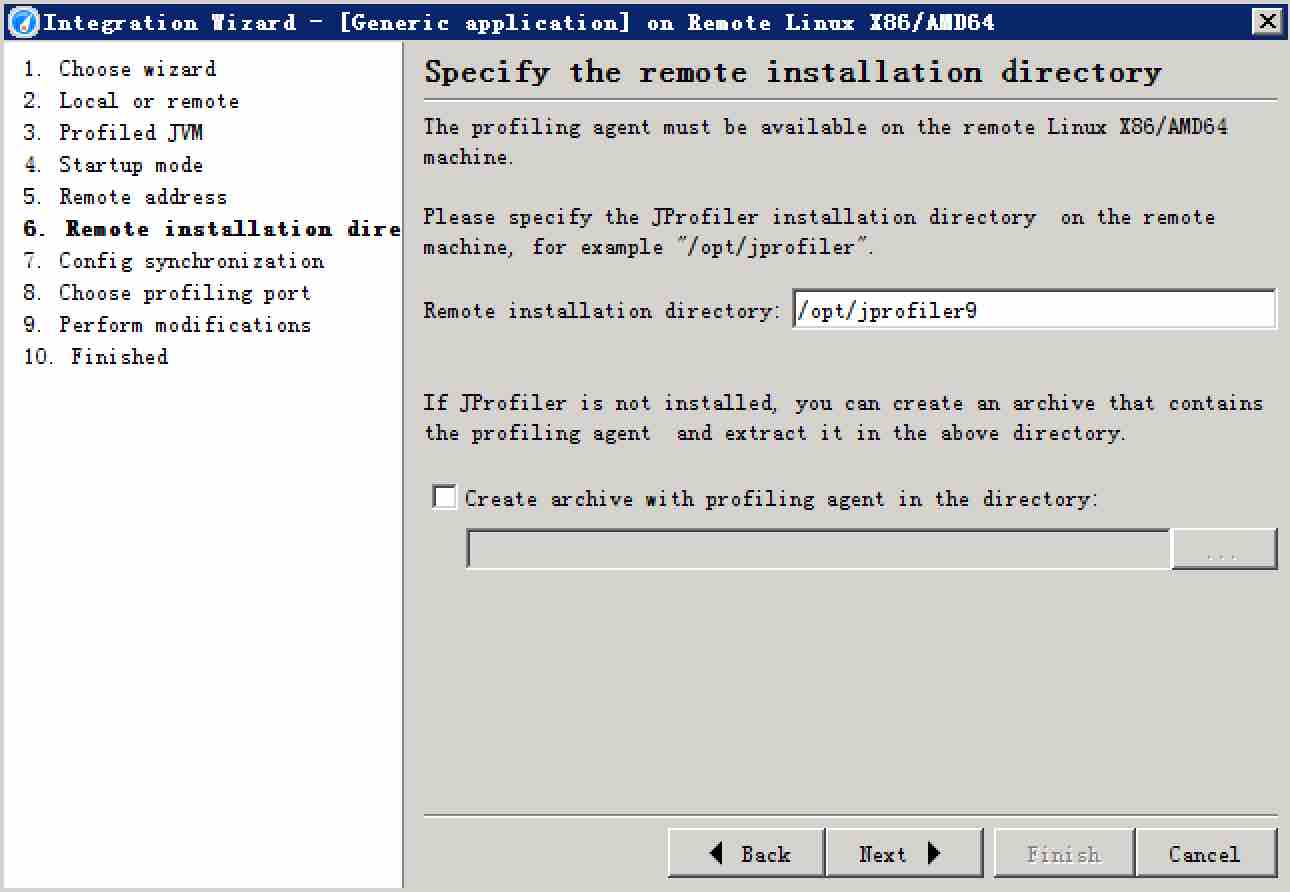 Integration Wizard - [Generic application] on Remote Linux X86/AMD64
1. Choose wizard
2. Local or remote
3. Profiled JVM
4. Startup mode
5. Remote address
6. Remote installation dire
7. Config synchronization
8. Choose profiling port
9. Perform modifications
10. Finished
Specify the remote installation directory
The profiling agent must be available on the remote Linux X86/AMD64
machine.
Please specify the JProfiler installation directory on the remote
machine, for example "/opt/jprofiler".
Remote installation directory: /opt/jprofiler9
If JProfiler is not installed, you can create an archive that contains
the profiling agent and extract it in the above directory.
Create archive with profiling agent in the directory:
...
Back Next Finish Cancel